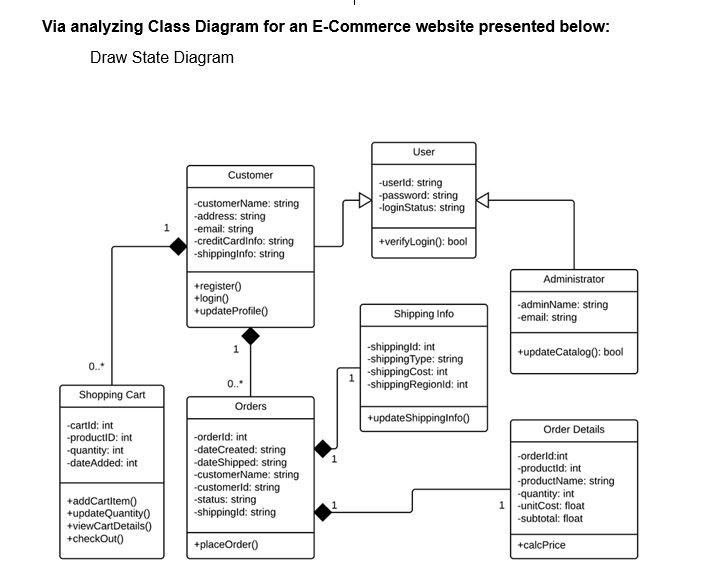 Via analyzing Class Diagram for an E-Commerce website presented below:
Draw State Diagram
User
-userId: string
-password: string
-loginStatus: string
+verifyLogin(): bool
Customer
-customerName: string
-address: string
-email: string
-creditCardInfo: string
-shippingInfo: string
+register()
+login()
+updateProfile()
1
0..*
1
0..*
Administrator
-adminName: string
-email: string
+updateCatalog(): bool
Shipping Info
-shippingId: int
-shippingType: string
-shippingCost: int
-shippingRegionId: int
+updateShippingInfo()
1
1
Shopping Cart
-cartId: int
-productID: int
-quantity: int
-dateAdded: int
+addCartItem()
+updateQuantity()
+viewCartDetails()
+checkOut()
Orders
-orderId: int
-dateCreated: string
-dateShipped: string
-customerName: string
-customerId: string
-status: string
-shippingId: string
+placeOrder()
1
1
Order Details
-orderId:int
-productId: int
-productName: string
-quantity: int
-unitCost: float
-subtotal: float
+calcPrice